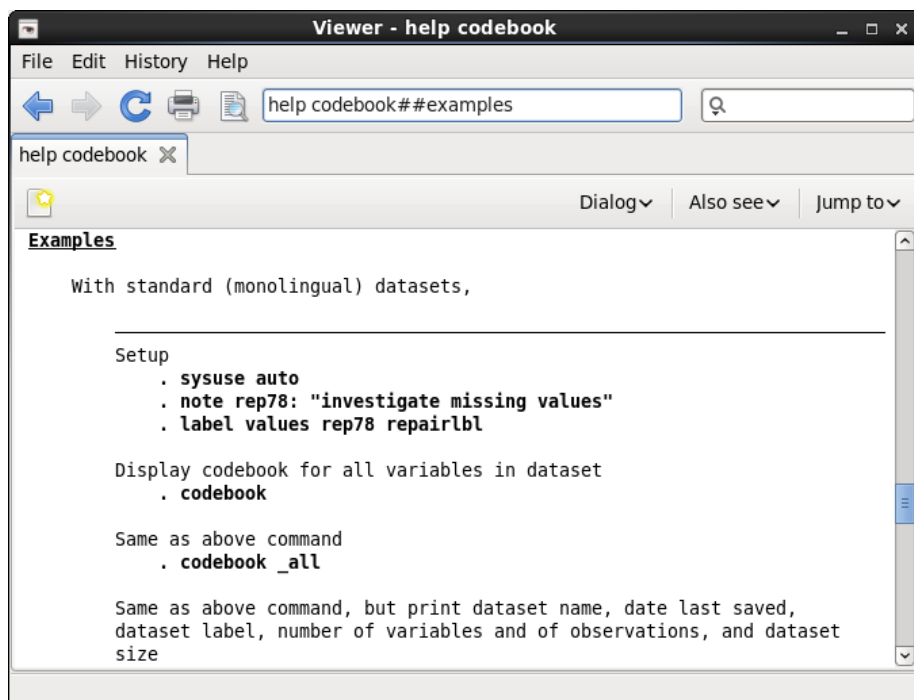 Viewer - help codebook
File Edit History Help
help codebook##examples
help codebook
Dialog Also see Jump to
Examples
With standard (monolingual) datasets,
Setup
. sysuse auto
. note rep78: "investigate missing values"
. label values rep78 repairlbl
Display codebook for all variables in dataset
. codebook
Same as above command
. codebook _all
Same as above command, but print dataset name, date last saved,
dataset label, number of variables and of observations, and dataset
size